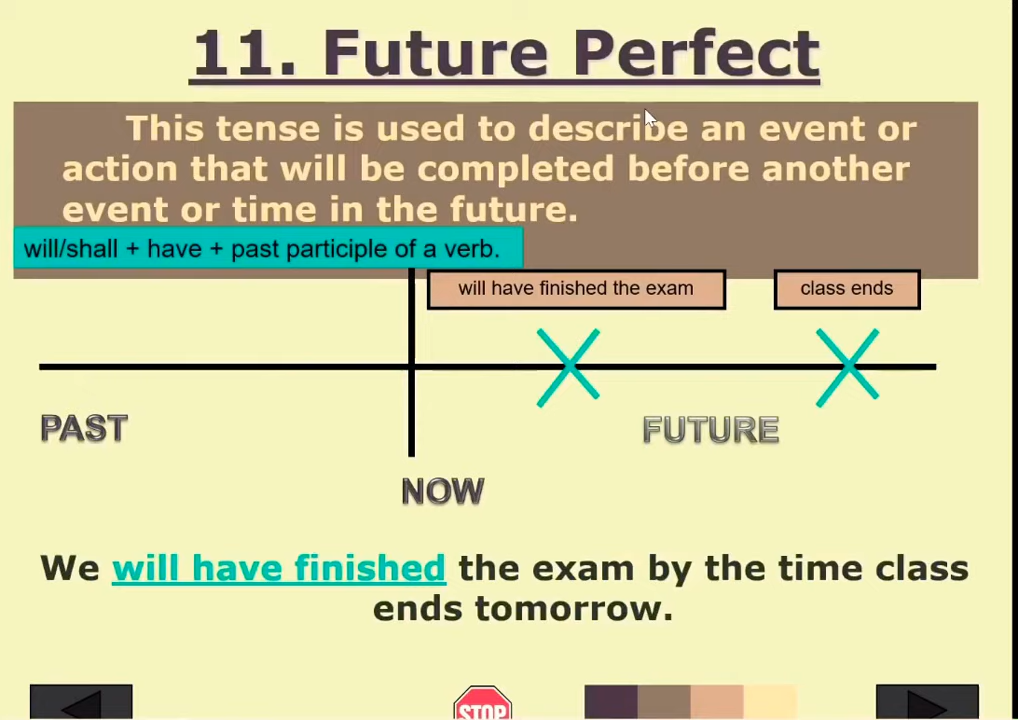 11. Future Perfect
This tense is used to describe an event or
action that will be completed before another
event or time in the future.
will/shall + have + past participle of a verb.
will have finished the exam
class ends
PAST
FUTURE
NOW
We will have finished the exam by the time class
ends tomorrow.
STOP